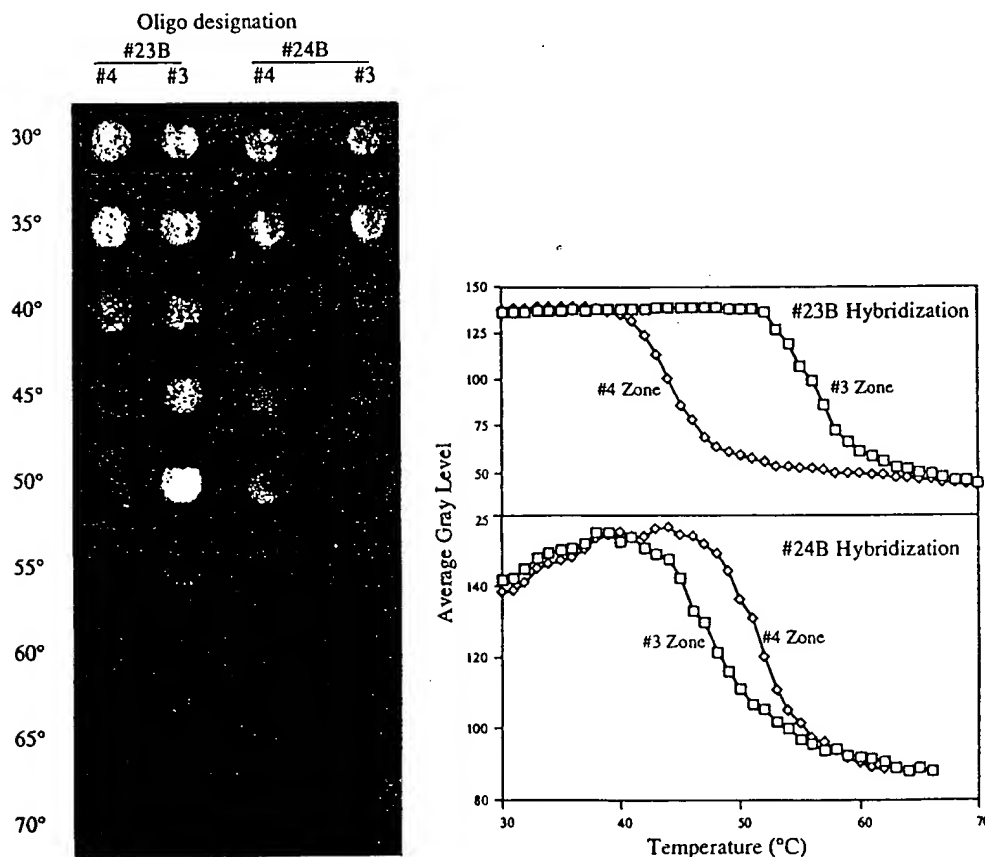 Oligo designation
#23B #24B
#4 #3 #4 #3
30°
35°
40°
45°
50°
55°
60°
65°
70°
Average Gray Level
150
125
100
75
50
25
#23B Hybridization
#4 Zone
#3 Zone
140
120
100
80
#24B Hybridization
#3 Zone
#4 Zone
30 40 50 60 70
Temperature (°C)